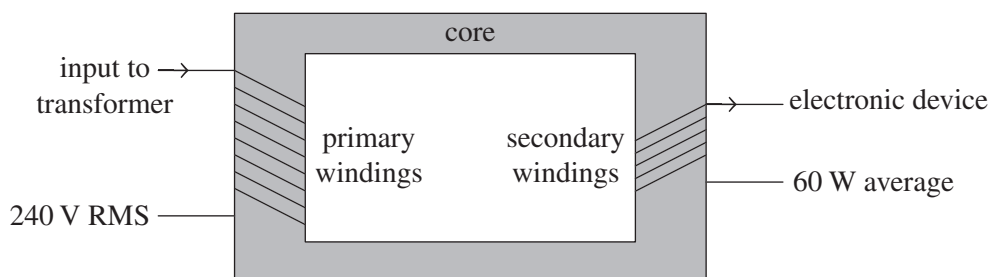 core
input to
transformer
primary
windings
secondary
windings
electronic device
240 V RMS
60 W average